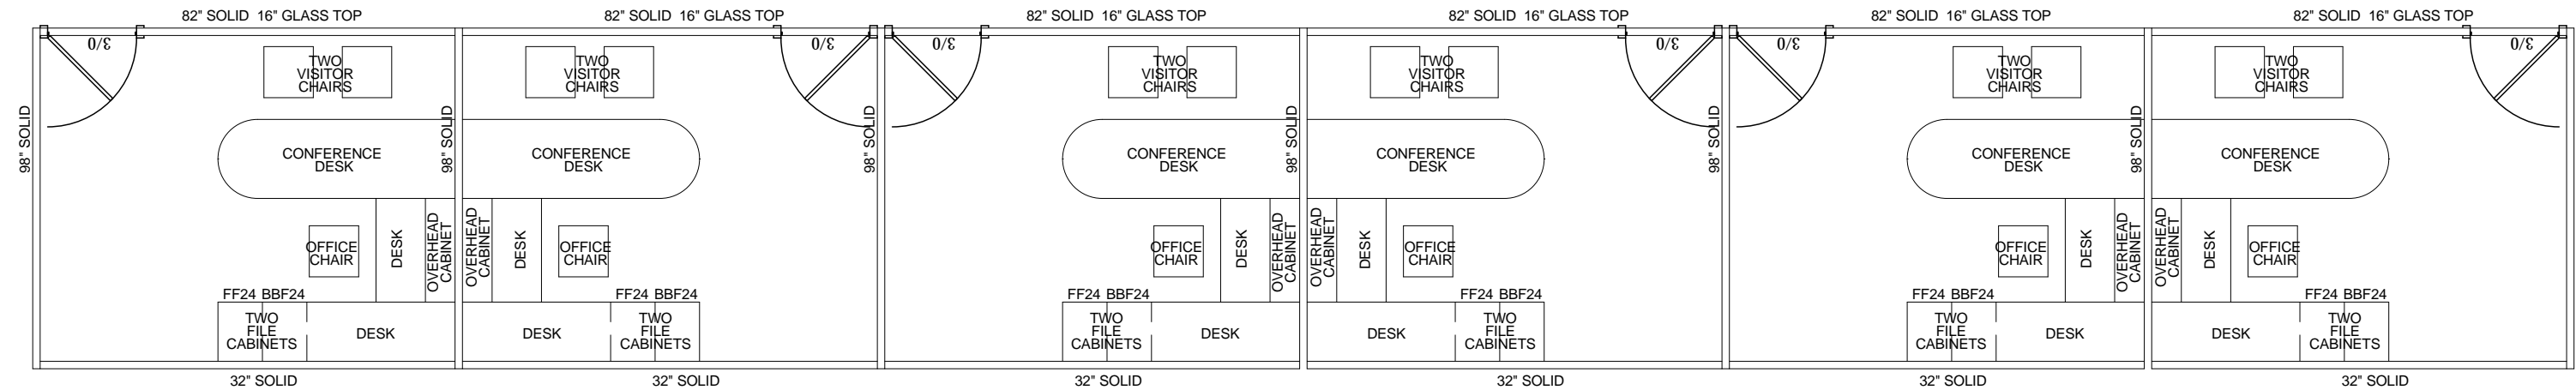 82" SOLID 16" GLASS TOP
82" SOLID 16" GLASS TOP
82" SOLID 16" GLASS TOP
82" SOLID 16" GLASS TOP
82" SOLID 16" GLASS TOP
82" SOLID 16" GLASS TOP
3/0
3/0
3/0
3/0
3/0
3/0
TWO
VISITOR
CHAIRS
TWO
VISITOR
CHAIRS
TWO
VISITOR
CHAIRS
TWO
VISITOR
CHAIRS
TWO
VISITOR
CHAIRS
TWO
VISITOR
CHAIRS
98" SOLID
98" SOLID
98" SOLID
98" SOLID
98" SOLID
98" SOLID
CONFERENCE
DESK
CONFERENCE
DESK
CONFERENCE
DESK
CONFERENCE
DESK
CONFERENCE
DESK
CONFERENCE
DESK
OFFICE
CHAIR
DESK
OVERHEAD
CABINET
OVERHEAD
CABINET
DESK
OFFICE
CHAIR
OFFICE
CHAIR
DESK
OVERHEAD
CABINET
OVERHEAD
CABINET
DESK
OFFICE
CHAIR
OFFICE
CHAIR
DESK
OVERHEAD
CABINET
OVERHEAD
CABINET
DESK
OFFICE
CHAIR
FF24 BBF24
FF24 BBF24
FF24 BBF24
FF24 BBF24
FF24 BBF24
FF24 BBF24
TWO
FILE
CABINETS
DESK
DESK
TWO
FILE
CABINETS
TWO
FILE
CABINETS
DESK
DESK
TWO
FILE
CABINETS
TWO
FILE
CABINETS
DESK
DESK
TWO
FILE
CABINETS
32" SOLID
32" SOLID
32" SOLID
32" SOLID
32" SOLID
32" SOLID